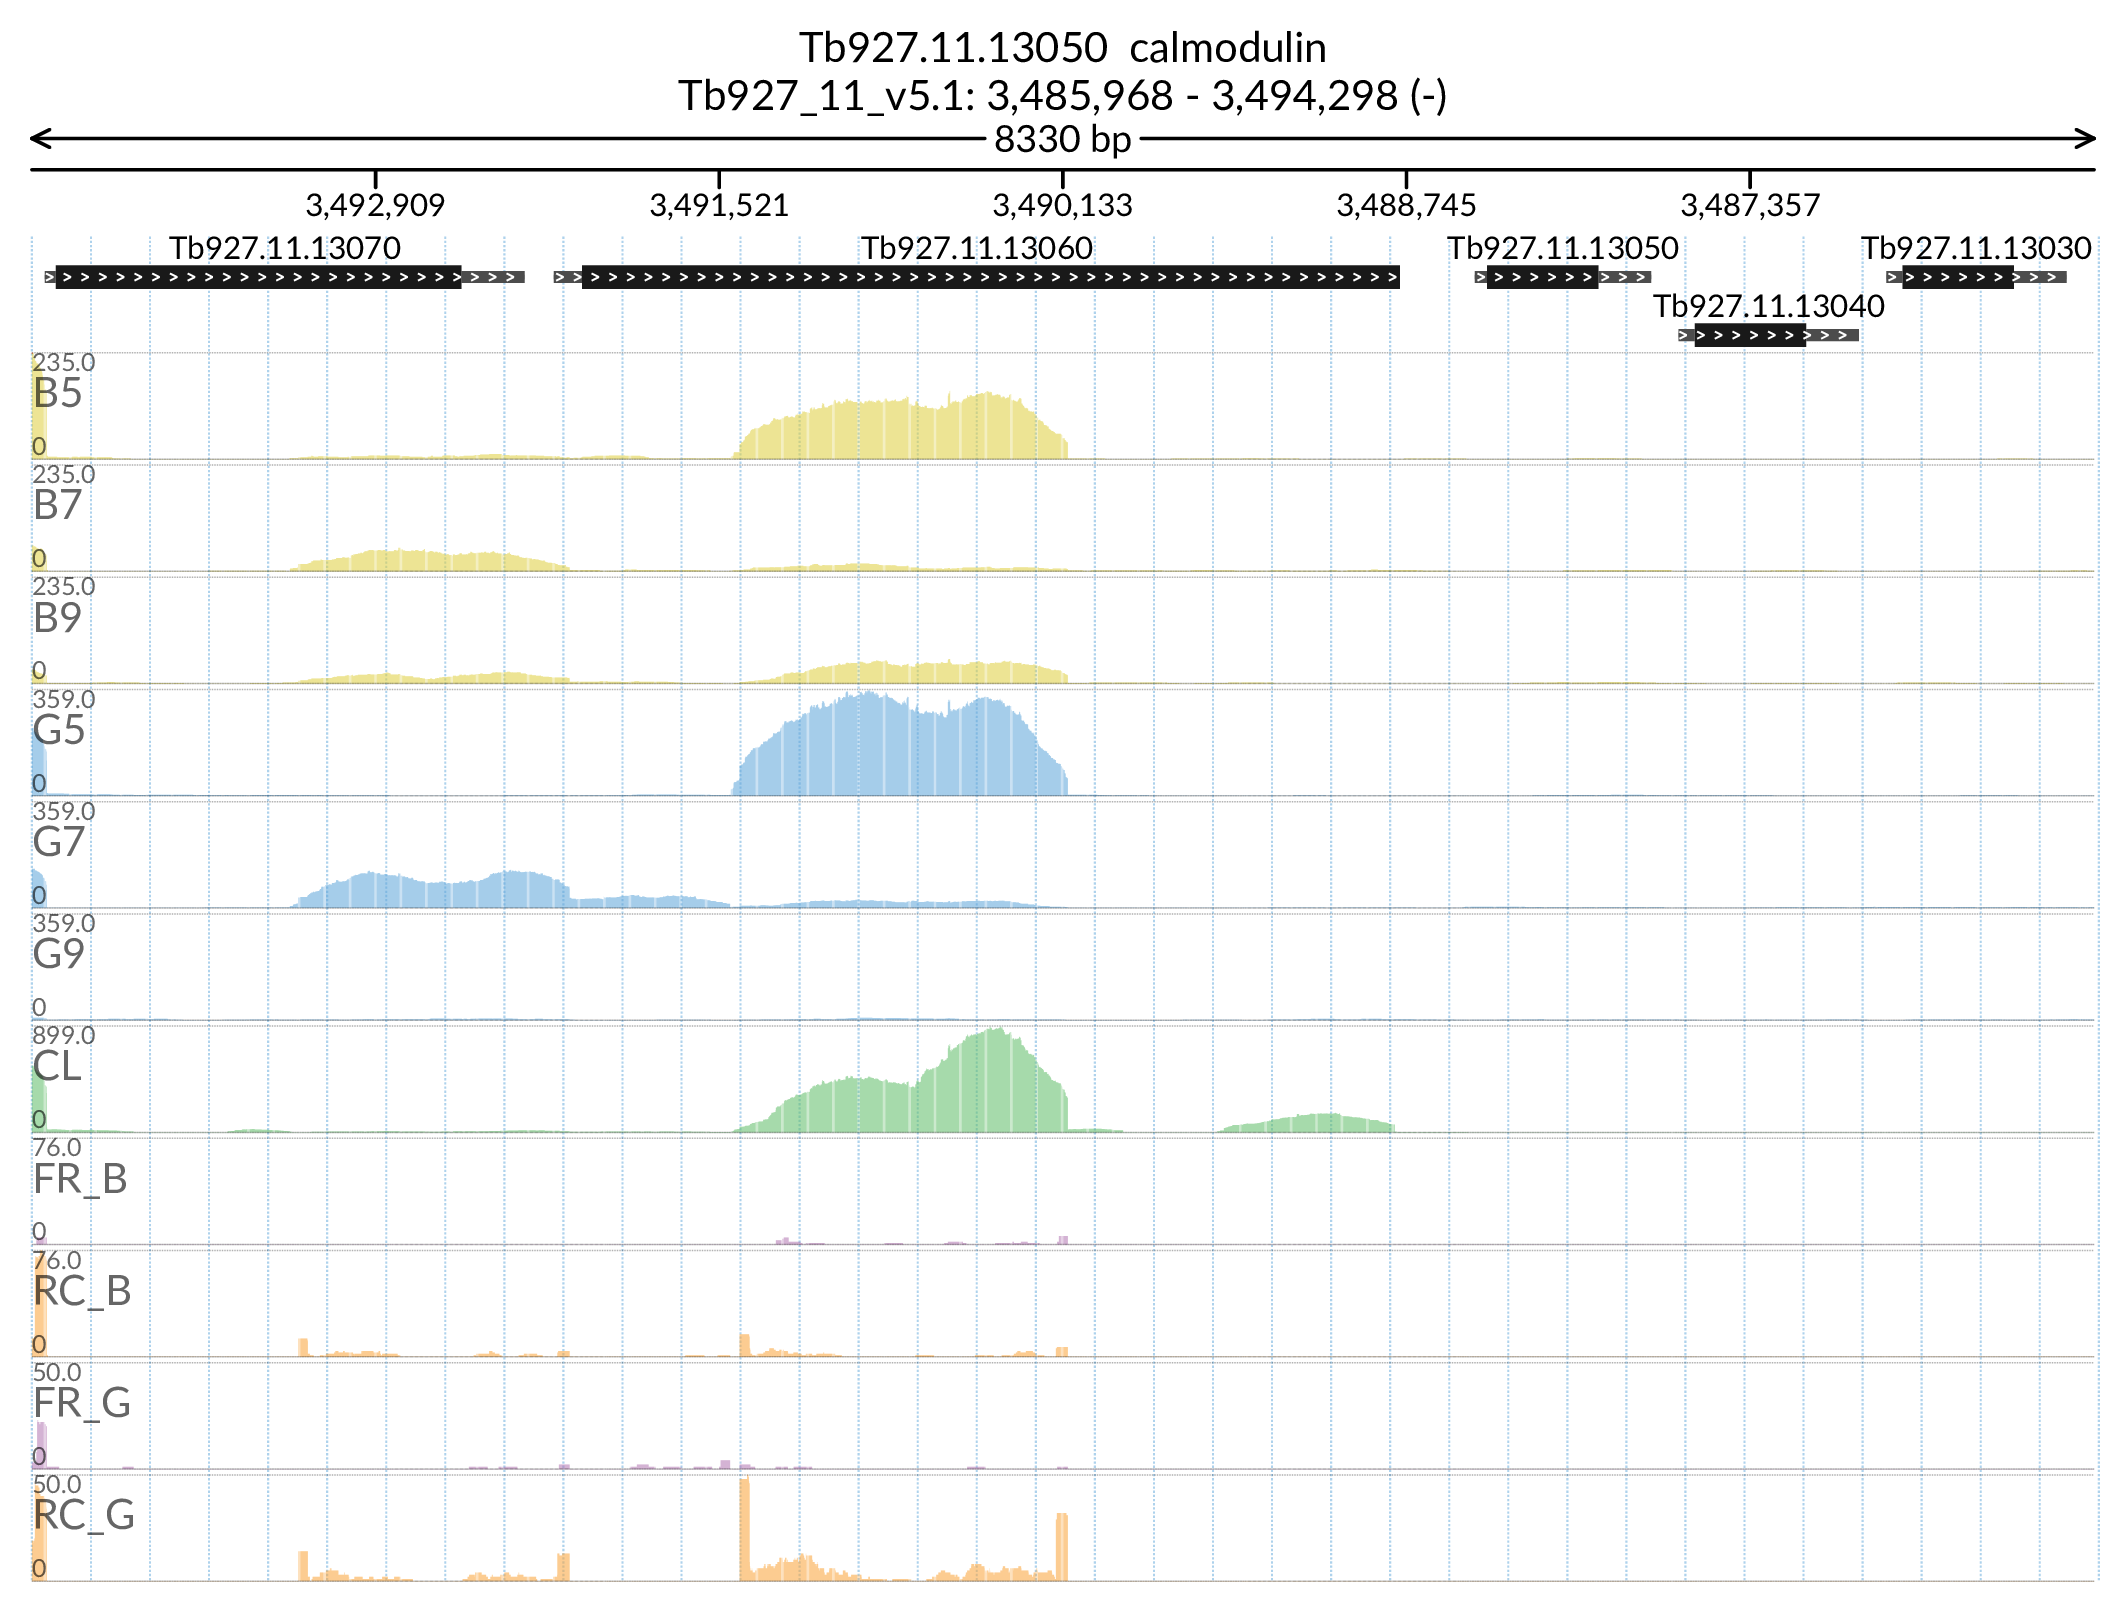 Tb927.11.13050 calmodulin
Tb927_11_v5.1: 3,485,968 - 3,494,298 (-)
8330 bp
3,492,909 3,491,521 3,490,133 3,488,745 3,487,357
Tb927.11.13070 Tb927.11.13060 Tb927.11.13050 Tb927.11.13030
Tb927.11.13040
235.0
B5
0
235.0
B7
0
235.0
B9
0
359.0
G5
0
359.0
G7
0
359.0
G9
0
899.0
CL
0
76.0
FR_B
0
76.0
RC_B
0
50.0
FR_G
0
50.0
RC_G
0